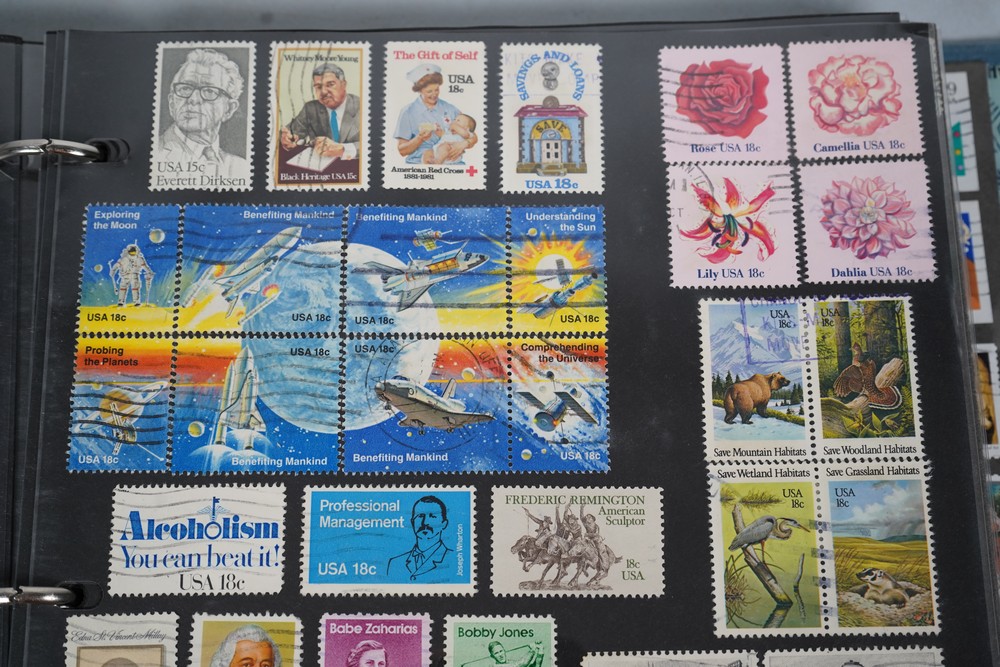 USA 15c
Everett Dirksen
Whitney Moore Young
Black Heritage USA 15c
The Gift of Self
USA
18c
American Red Cross
1881-1981
SAVINGS AND LOANS
SAVE
USA 18c
Rose USA 18c
Camellia USA 18c
Lily USA 18c
Dahlia USA 18c
Exploring
the Moon
USA 18c
Benefiting Mankind
USA 18c
Benefiting Mankind
USA 18c
Understanding
the Sun
USA 18c
Probing
the Planets
USA 18c
USA 18c
Benefiting Mankind
USA 18c
Benefiting Mankind
Comprehending
the Universe
USA 18c
USA
18c
Save Mountain Habitats
USA
18c
Save Woodland Habitats
Save Wetland Habitats
USA
18c
Save Grassland Habitats
USA
18c
Alcoholism
You can beat it!
USA 18c
Professional
Management
USA 18c
Joseph Wharton
FREDERIC REMINGTON
American
Sculptor
18c
USA
Edna St. Vincent Millay
Babe Zaharias
Bobby Jones